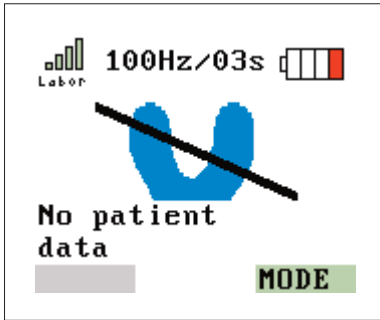 100Hz/03s
Labor
No patient
data
MODE